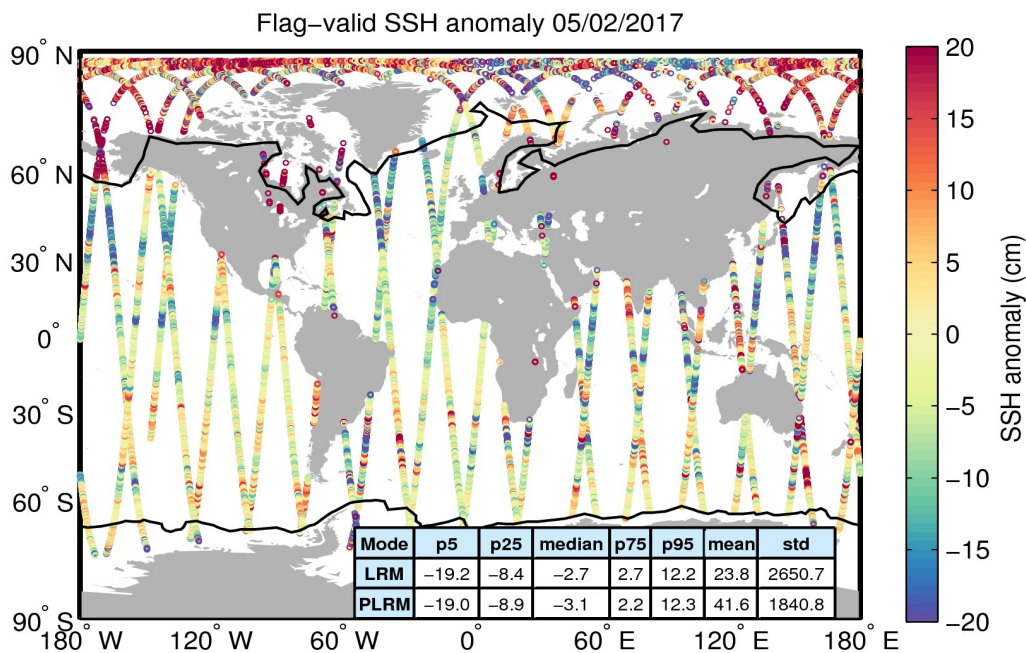 Flag−valid SSH anomaly 05/02/2017
90° N
60° N
30° N
0°
30° S
60° S
90° S
180° W 120° W 60° W 0° 60° E 120° E 180° E
Mode p5 p25 median p75 p95 mean std
LRM −19.2 −8.4 −2.7 2.7 12.2 23.8 2650.7
PLRM −19.0 −8.9 −3.1 2.2 12.3 41.6 1840.8
20
15
10
5
0
−5
−10
−15
−20
SSH anomaly (cm)